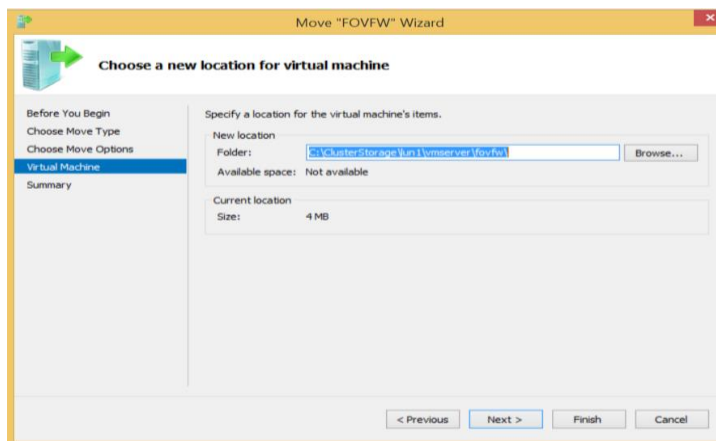 Move "FOVFW" Wizard
Choose a new location for virtual machine
Before You Begin
Choose Move Type
Choose Move Options
Virtual Machine
Summary
Specify a location for the virtual machine's items.
New location
Folder: C:\ClusterStorage\lun1\vmserver\fovfw\ Browse...
Available space: Not available
Current location
Size: 4 MB
< Previous Next > Finish Cancel